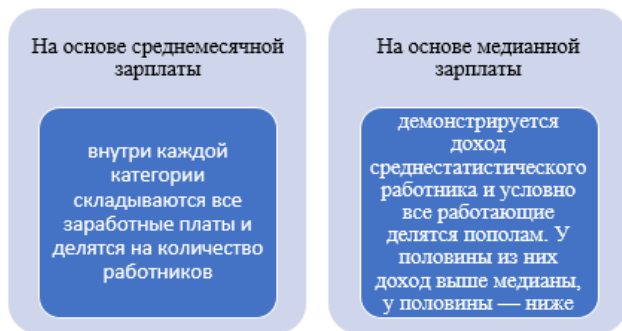 На основе среднемесячной
зарплаты
внутри каждой
категории
складываются все
заработные платы и
делятся на количество
работников
На основе медианной
зарплаты
демонстрируется
доход
среднестатистического
работника и условно
все работающие
делятся пополам. У
половины из них
доход выше медианы,
у половины — ниже